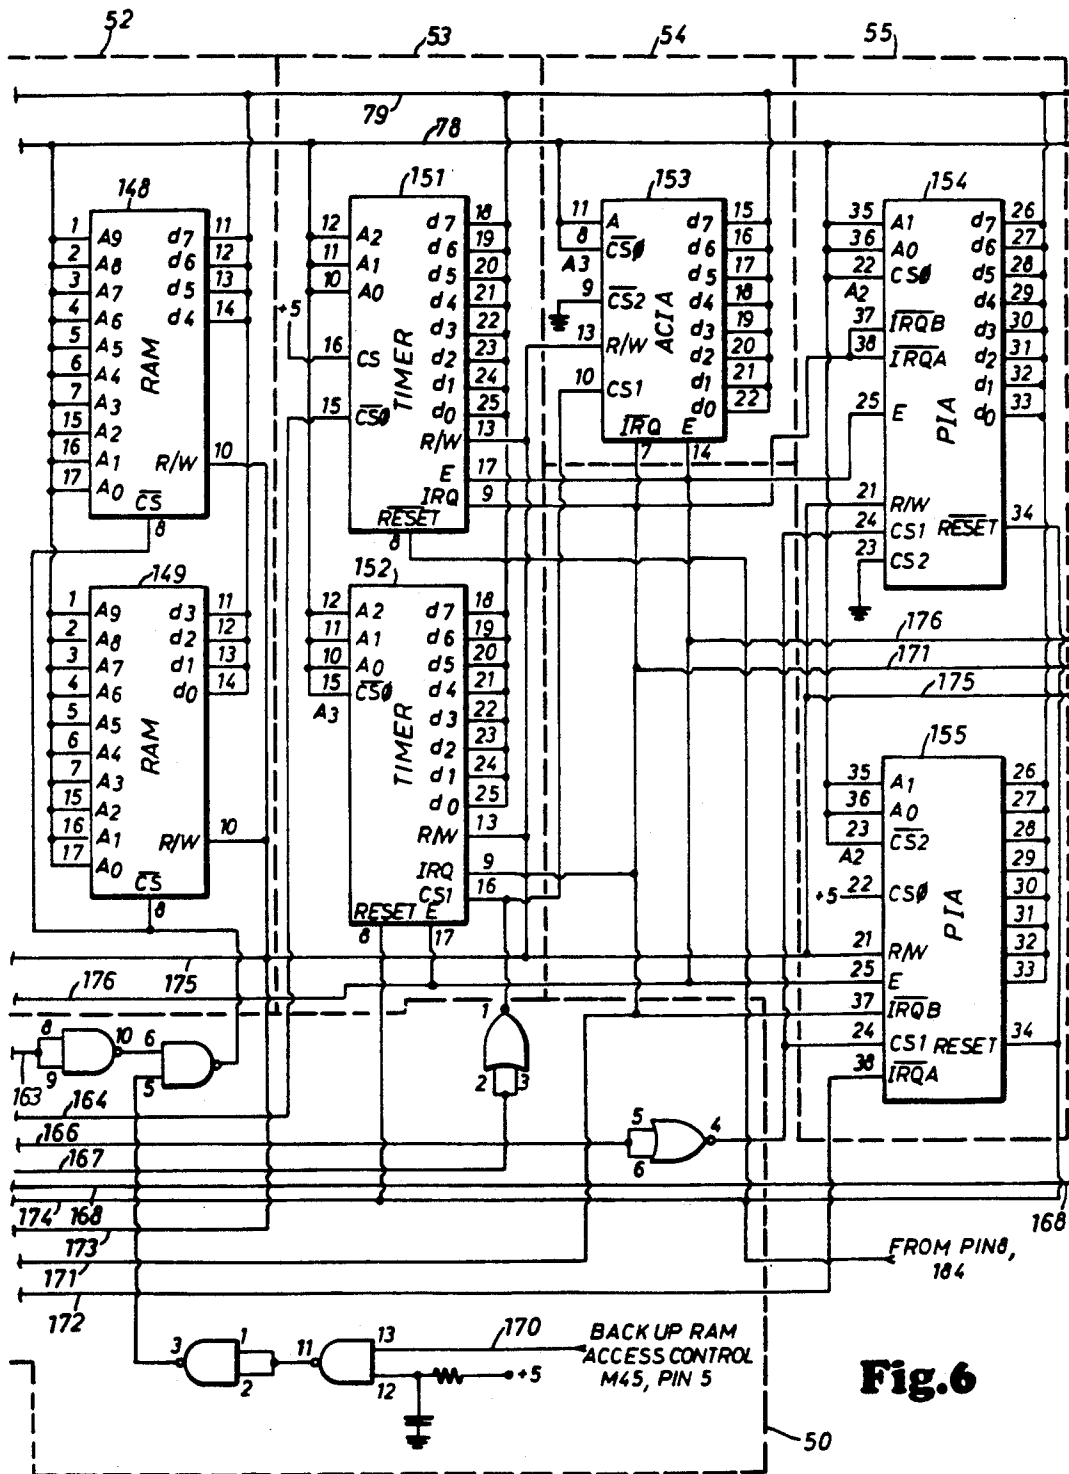 52
53
54
55
79
78
148
1 A9 d7 11
2 A8 d6 12
3 A7 d5 13
4 A6 d4 14
5 A5
6 A4
7 A3
15 A2
16 A1 R/W 10
17 A0
CS
8
RAM
149
1 A9 d3 11
2 A8 d2 12
3 A7 d1 13
4 A6 d0 14
5 A5
6 A4
7 A3
15 A2
16 A1 R/W 10
17 A0
CS
8
RAM
151
12 A2 d7 18
11 A1 d6 19
10 A0 d5 20
d4 21
+5
d3 22
16 CS d2 23
d1 24
15 CSØ d0 25
R/W 13
E 17
IRQ 9
RESET
8
TIMER
152
12 A2 d7 18
11 A1 d6 19
10 A0 d5 20
15 CSØ d4 21
A3
d3 22
d2 23
d1 24
d0 25
R/W 13
IRQ 9
CS1 16
RESET E
8 17
TIMER
153
11 A d7 15
8 CSØ d6 16
A3
d5 17
9 CS2 d4 18
d3 19
13 R/W d2 20
10 CS1 d1 21
d0 22
IRQ E
7 14
ACIA
154
35 A1 d7 26
36 A0 d6 27
22 CSØ d5 28
A2
d4 29
37 IRQB d3 30
38 IRQA d2 31
d1 32
25 E d0 33
21 R/W
24 CS1 RESET 34
23 CS2
PIA
176
171
175
155
35 A1 26
36 A0 27
23 CS2 28
A2
29
+5 22 CSØ 30
31
21 R/W 32
25 E 33
37 IRQB
24 CS1 RESET 34
38 IRQA
PIA
175
176
8
9
10
6
5
163
164
166
167
168
174
173
171
172
1
2
3
5
6
4
168
FROM PIN8,
184
3
1
2
11
13
12
170
BACK UP RAM
ACCESS CONTROL
M45, PIN 5
+5
50
Fig.6